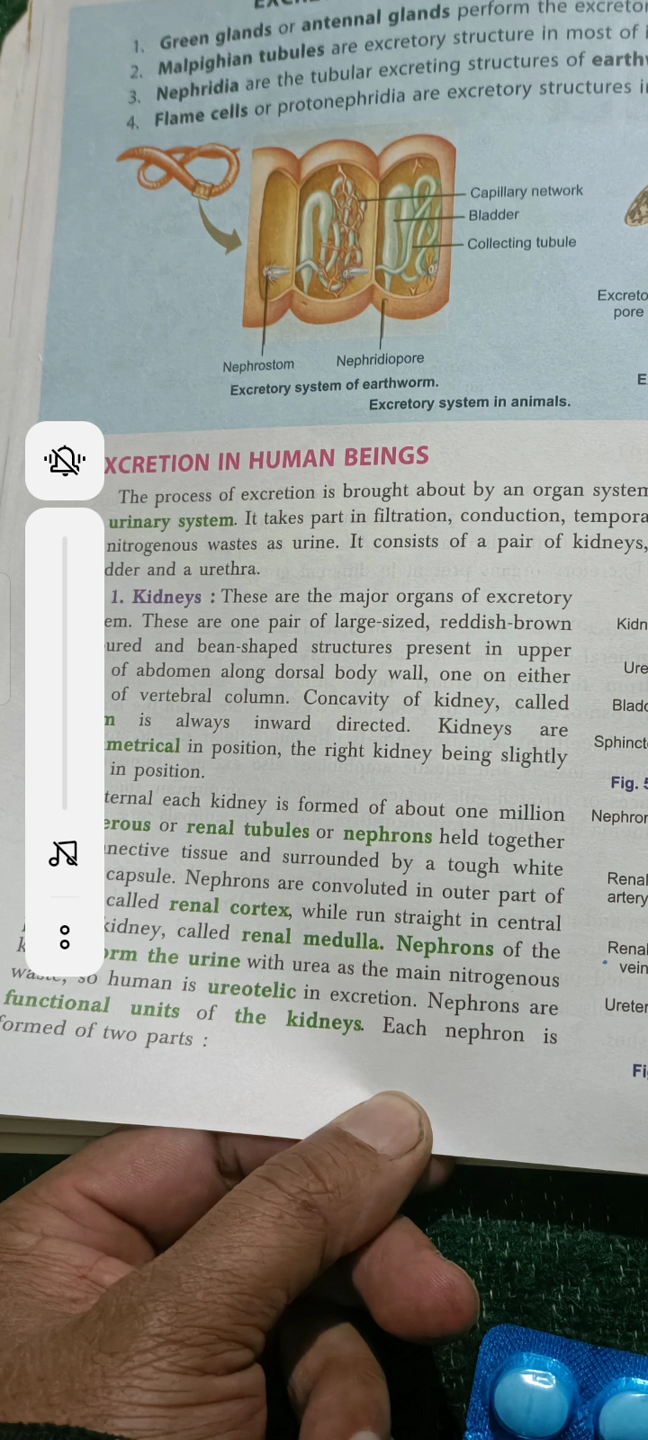 1. Green glands or antennal glands perform the
2. Malpighian tubules are excretory structure in most of
3. Nephridia are the tubular excreting structures of
4. Flame cells or protonephridia are excretory structures
Capillary network
Bladder
Collecting tubule
Nephrostom
Nephridiopore
Excretory system of earthworm.
Excretory system in animals.
pore
XCRETION IN HUMAN BEINGS
The process of excretion is brought about by an organ system
urinary system. It takes part in filtration, conduction, tempora
nitrogenous wastes as urine. It consists of a pair of kidneys,
dder and a urethra.
1. Kidneys : These are the major organs of excretory
em. These are one pair of large-sized, reddish-brown
ured and bean-shaped structures present in upper
of abdomen along dorsal body wall, one on either
of vertebral column. Concavity of kidney, called
is always inward directed. Kidneys are
metrical in position, the right kidney being slightly
in position.
ternal each kidney is formed of about one million
erous or renal tubules or nephrons held together
nnective tissue and surrounded by a tough white
capsule. Nephrons are convoluted in outer part of
called renal cortex, while run straight in central
kidney, called renal medulla. Nephrons of the
orm the urine with urea as the main nitrogenous
so human is ureotelic in excretion. Nephrons are
functional units of the kidneys. Each nephron is
formed of two parts :
Kidn
Ure
Blad
Sphinct
Fig. 5
Nephron
Renal
artery
Renal
vein
Ureter